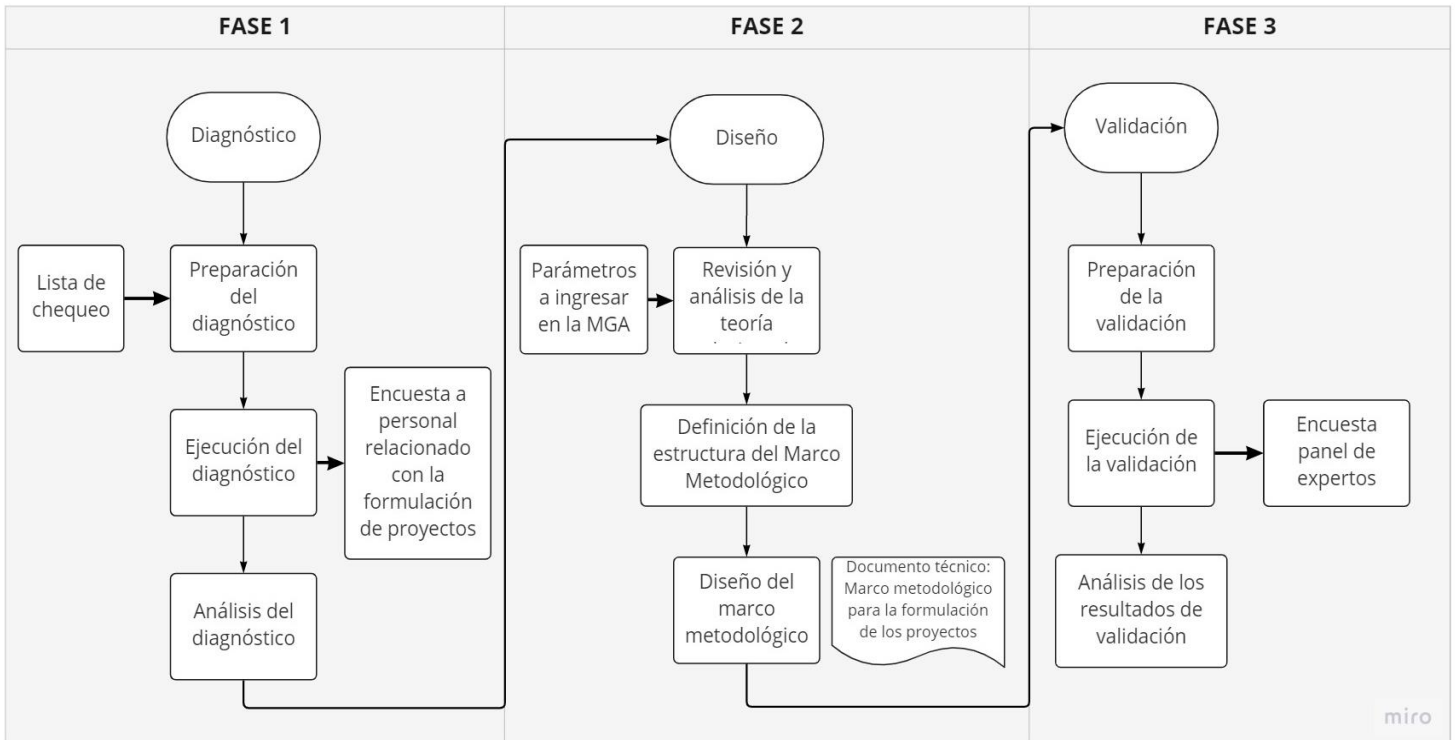 FASE 1
FASE 2
FASE 3
Diagnóstico
Lista de
chequeo
Preparación
del
diagnóstico
Ejecución del
diagnóstico
Encuesta a
personal
relacionado
con la
formulación
de proyectos
Análisis del
diagnóstico
Diseño
Parámetros
a ingresar
en la MGA
Revisión y
análisis de la
teoría
Definición de la
estructura del Marco
Metodológico
Diseño del
marco
metodológico
Documento técnico:
Marco metodológico
para la formulación
de los proyectos
Validación
Preparación
de la
validación
Ejecución de
la validación
Encuesta
panel de
expertos
Análisis de los
resultados de
validación
miro